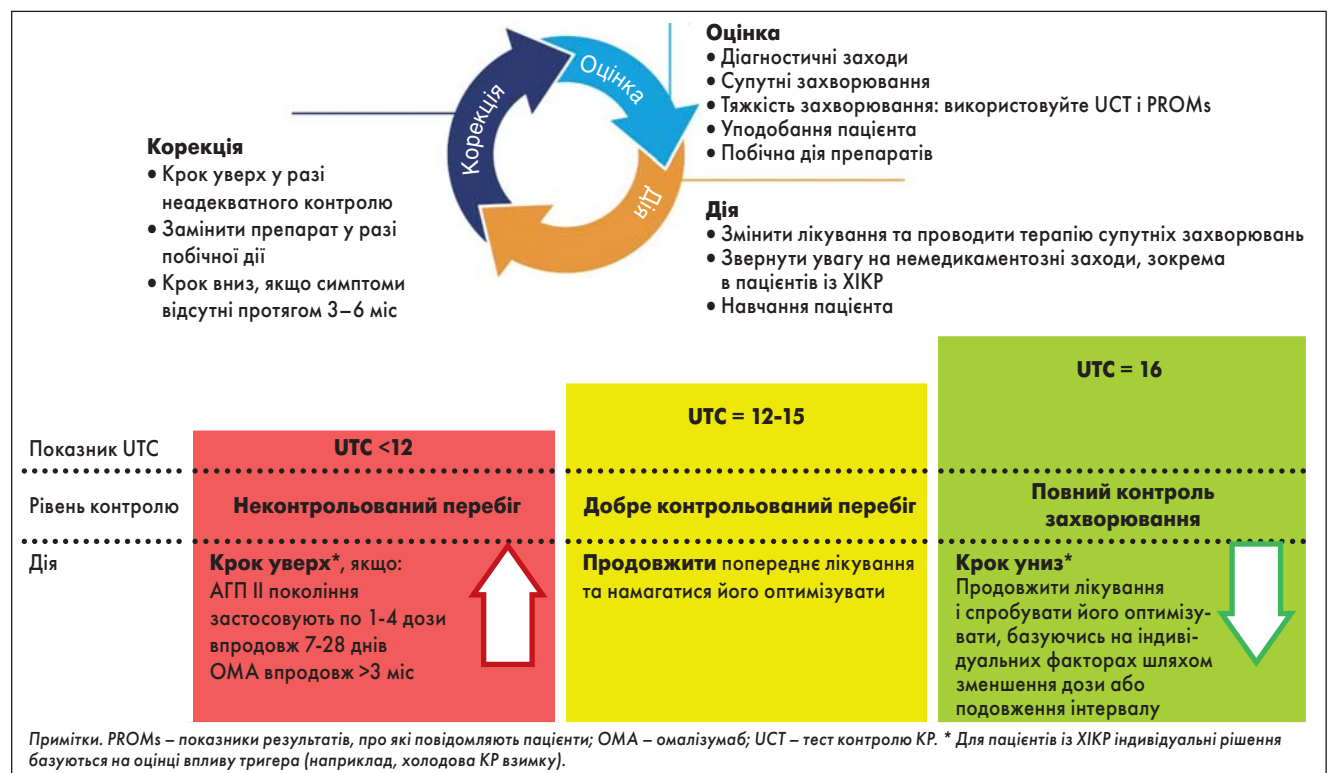 Оцінка
• Діагностичні заходи
• Супутні захворювання
• Тяжкість захворювання: використовуйте UCT і PROMs
• Уподобання пацієнта
• Побічна дія препаратів
Оцінка
Корекція
Дія
Корекція
• Крок уверх у разі
неадекватного контролю
• Замінити препарат у разі
побічної дії
• Крок вниз, якщо симптоми
відсутні протягом 3–6 міс
Дія
• Змінити лікування та проводити терапію супутніх захворювань
• Звернути увагу на немедикаментозні заходи, зокрема
в пацієнтів із ХІКР
• Навчання пацієнта
Показник UTC
UTC <12
UTC = 12-15
UTC = 16
Рівень контролю
Неконтрольований перебіг
Добре контрольований перебіг
Повний контроль
захворювання
Дія
Крок уверх*, якщо:
АГП II покоління
застосовують по 1-4 дози
впродовж 7-28 днів
ОМА впродовж >3 міс
Продовжити попереднє лікування
та намагатися його оптимізувати
Крок униз*
Продовжити лікування
і спробувати його оптимізу-
вати, базуючись на індиві-
дуальних факторах шляхом
зменшення дози або
подовження інтервалу
Примітки. PROMs – показники результатів, про які повідомляють пацієнти; ОМА – омалізумаб; UCT – тест контролю КР. * Для пацієнтів із ХІКР індивідуальні рішення
базуються на оцінці впливу тригера (наприклад, холодова КР взимку).